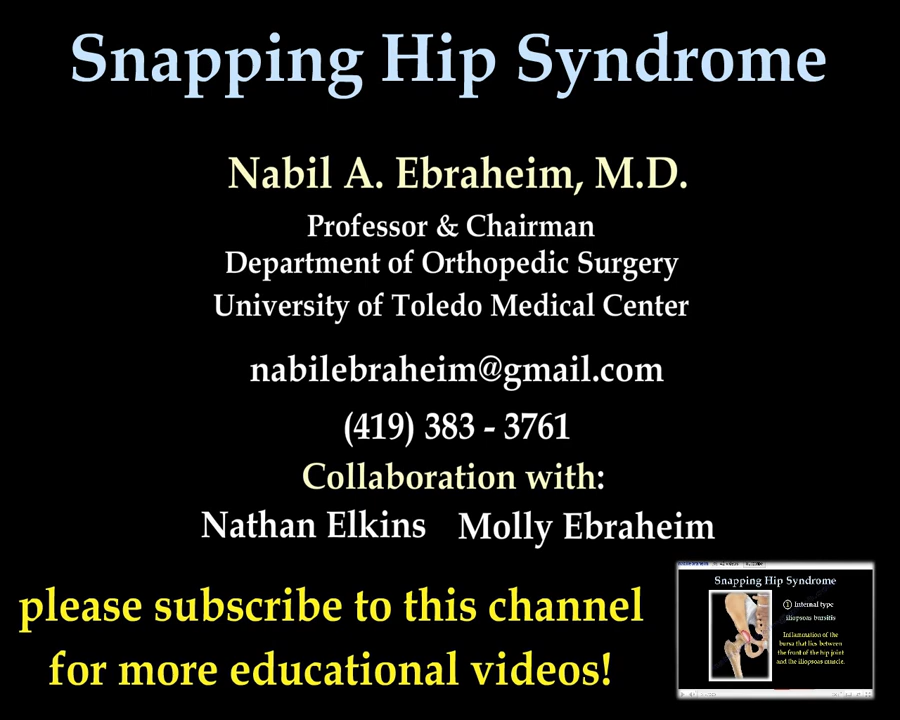 Snapping Hip Syndrome
Nabil A. Ebraheim, M.D.
Professor & Chairman
Department of Orthopedic Surgery
University of Toledo Medical Center
nabilebraheim@gmail.com
(419) 383 - 3761
Collaboration with:
Nathan Elkins Molly Ebraheim
please subscribe to this channel
for more educational videos!
Snapping Hip Syndrome
1 Internal type
iliopsoas bursitis
Inflammation of the
bursa that lies between
the front of the hip joint
and the iliopsoas muscle.